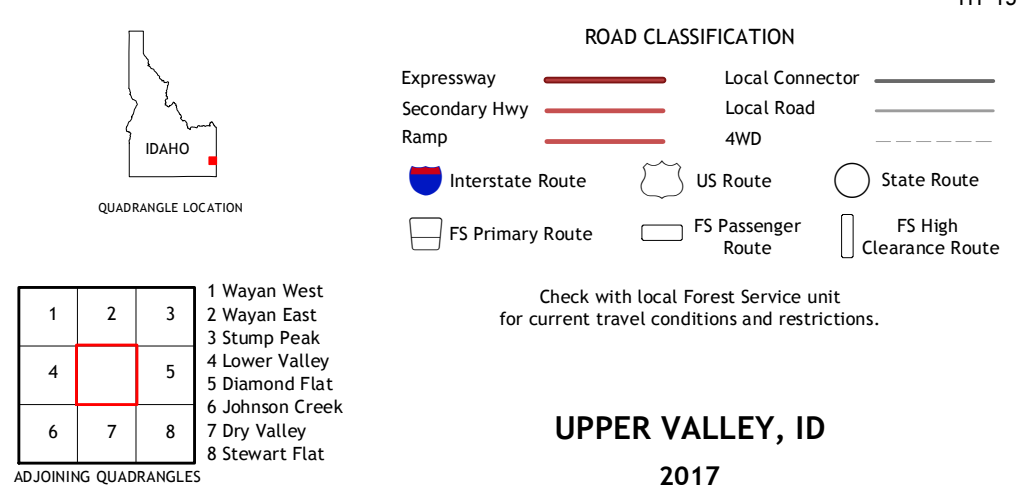 ROAD CLASSIFICATION
Expressway
Local Connector
Secondary Hwy
Local Road
Ramp
4WD
Interstate Route
US Route
State Route
FS Primary Route
FS Passenger
Route
FS High
Clearance Route
Check with local Forest Service unit
for current travel conditions and restrictions.
IDAHO
QUADRANGLE LOCATION
1 2 3
4 5
6 7 8
1 Wayan West
2 Wayan East
3 Stump Peak
4 Lower Valley
5 Diamond Flat
6 Johnson Creek
7 Dry Valley
8 Stewart Flat
ADJOINING QUADRANGLES
UPPER VALLEY, ID
2017